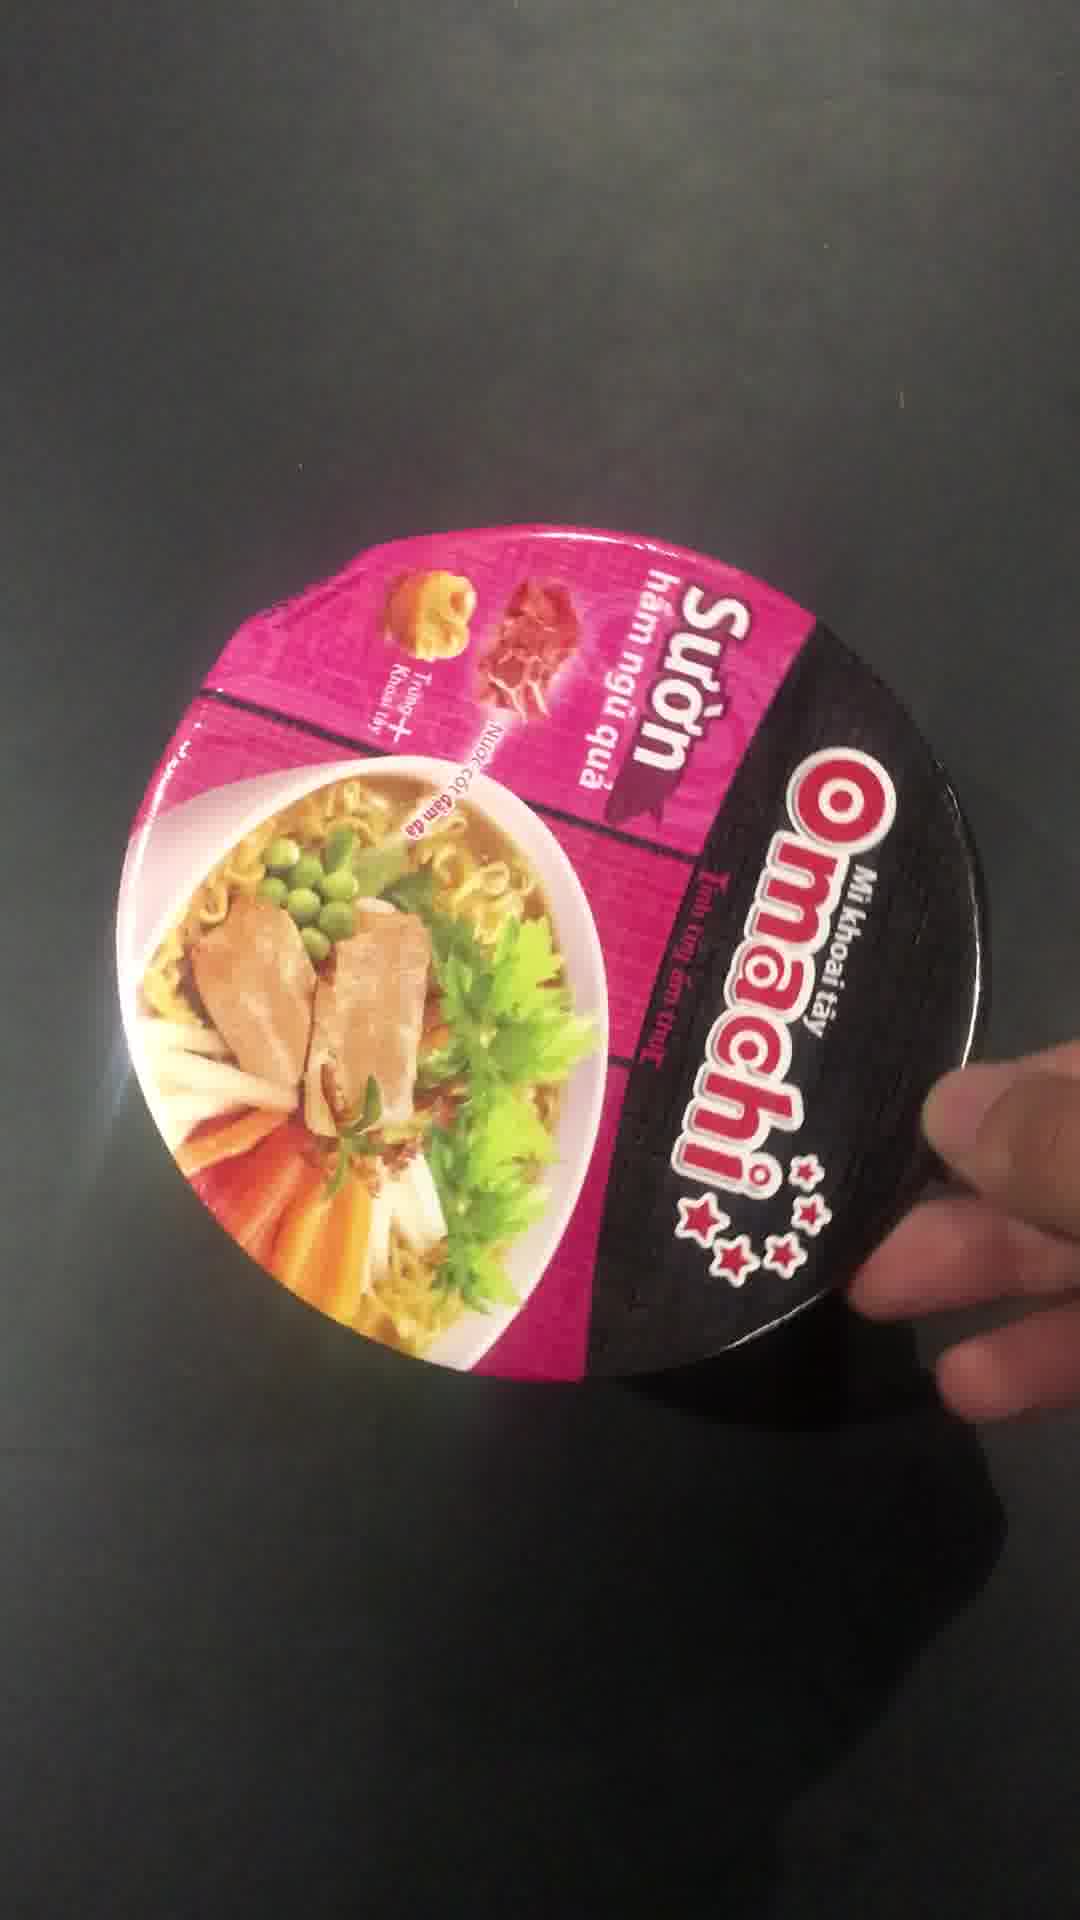 Mì khoai tây
Omachi
Tinh túy ẩm thực
Sườn
hầm ngũ quả
Nước cốt đậm đà
Trứng+
Khoai tây